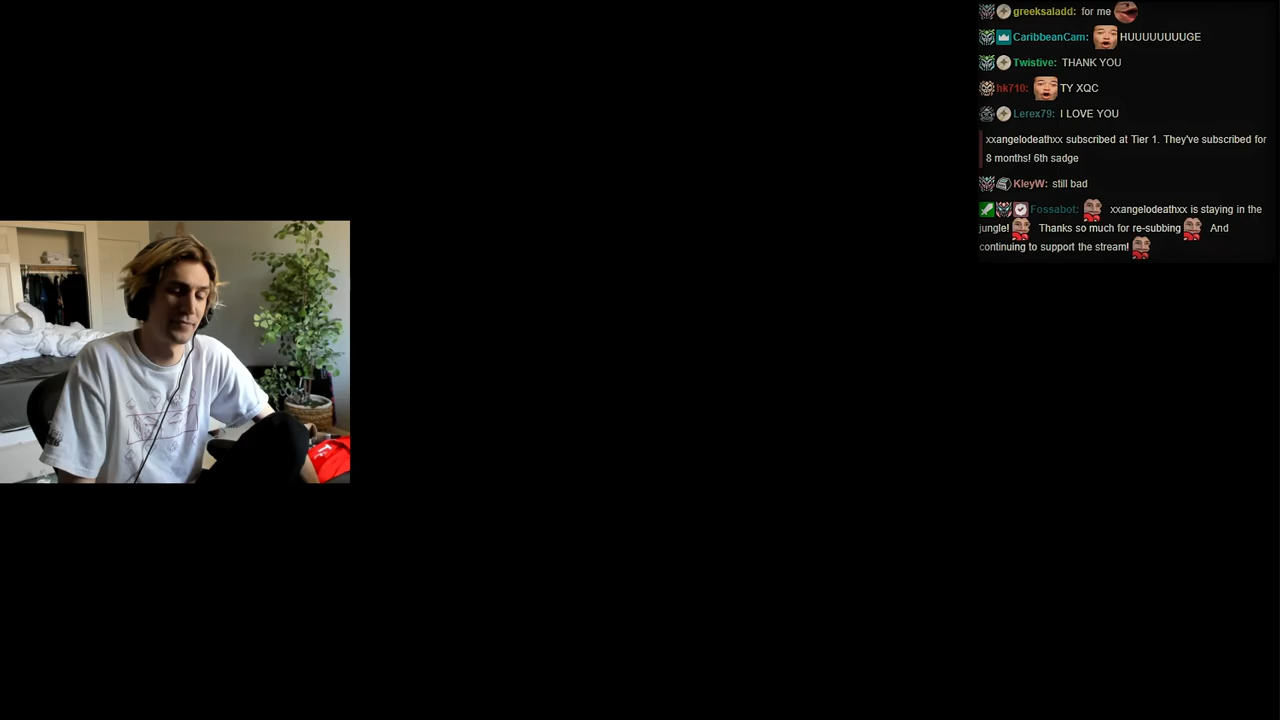 greeksaladd: for me
CaribbeanCam: HUUUUUUUUGE
Twistive: THANK YOU
hk710: TY XQC
Lerex79: I LOVE YOU
xxangelodeathxx subscribed at Tier 1. They've subscribed for
8 months! 6th sadge
KleyW: still bad
Fossabot: xxangelodeathxx is staying in the
jungle! Thanks so much for re-subbing And
continuing to support the stream!